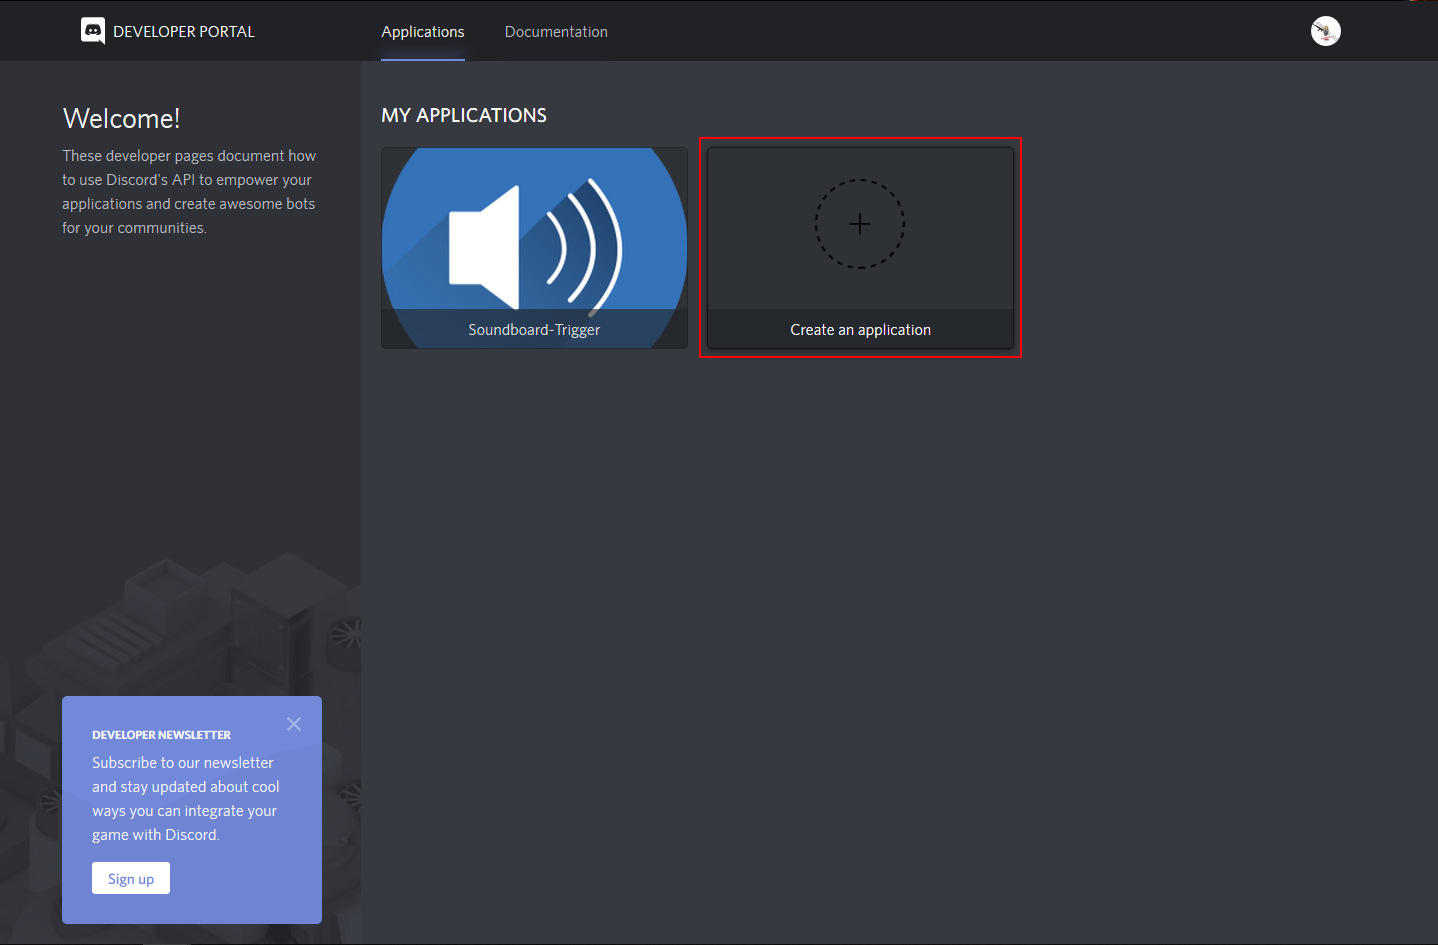 DEVELOPER PORTAL
Applications
Documentation
Welcome!
These developer pages document how
to use Discord's API to empower your
applications and create awesome bots
for your communities.
MY APPLICATIONS
Soundboard-Trigger
Create an application
DEVELOPER NEWSLETTER
Subscribe to our newsletter
and stay updated about cool
ways you can integrate your
game with Discord.
Sign up